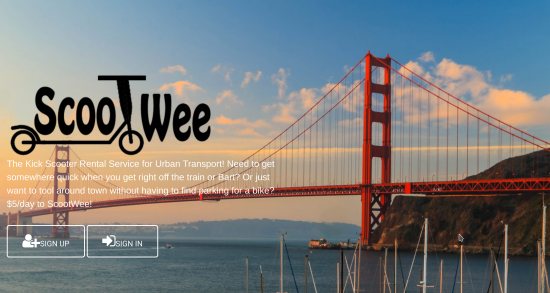 ScooTWee
The Kick Scooter Rental Service for Urban Transport! Need to get
somewhere quick when you get right off the train or Bart? Or just
want to tool around town without having to find parking for a bike?
$5/day to ScootWee!
SIGN UP
SIGN IN